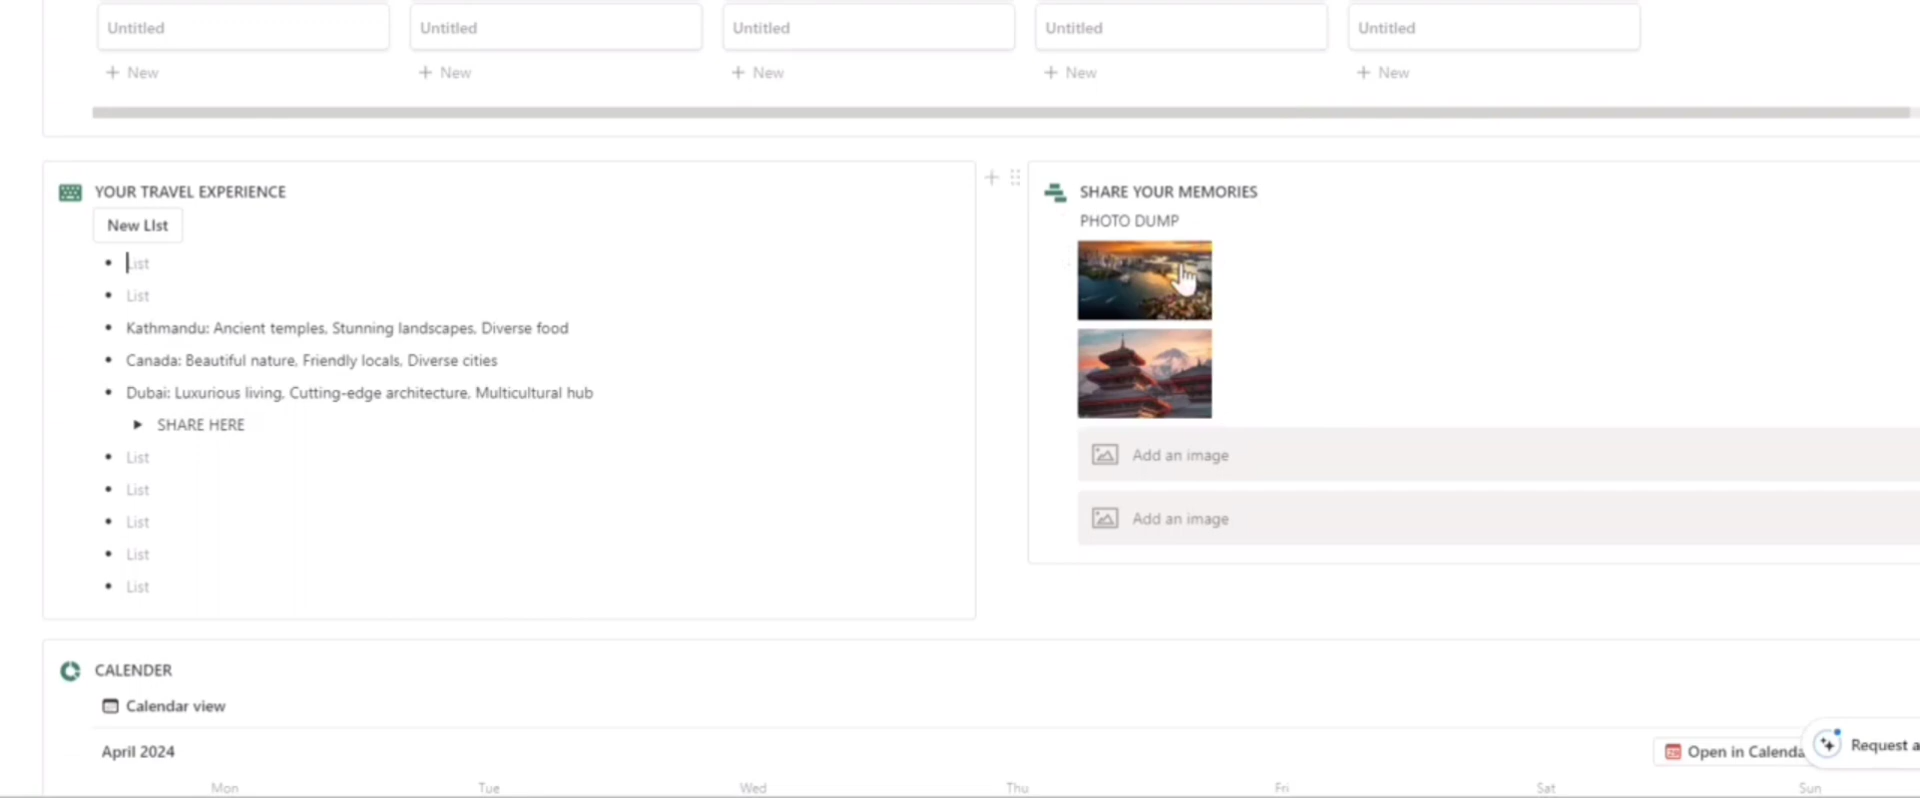 Untitled Untitled Untitled Untitled Untitled
+ New + New + New + New + New
YOUR TRAVEL EXPERIENCE
New LIst
List
List
Kathmandu: Ancient temples, Stunning landscapes, Diverse food
Canada: Beautiful nature, Friendly locals, Diverse cities
Dubai: Luxurious living, Cutting-edge architecture, Multicultural hub
SHARE HERE
List
List
List
List
List
SHARE YOUR MEMORIES
PHOTO DUMP
Add an image
Add an image
CALENDER
Calendar view
April 2024
Open in Calenda
Request a
Mon Tue Wed Thu Fri Sat Sun